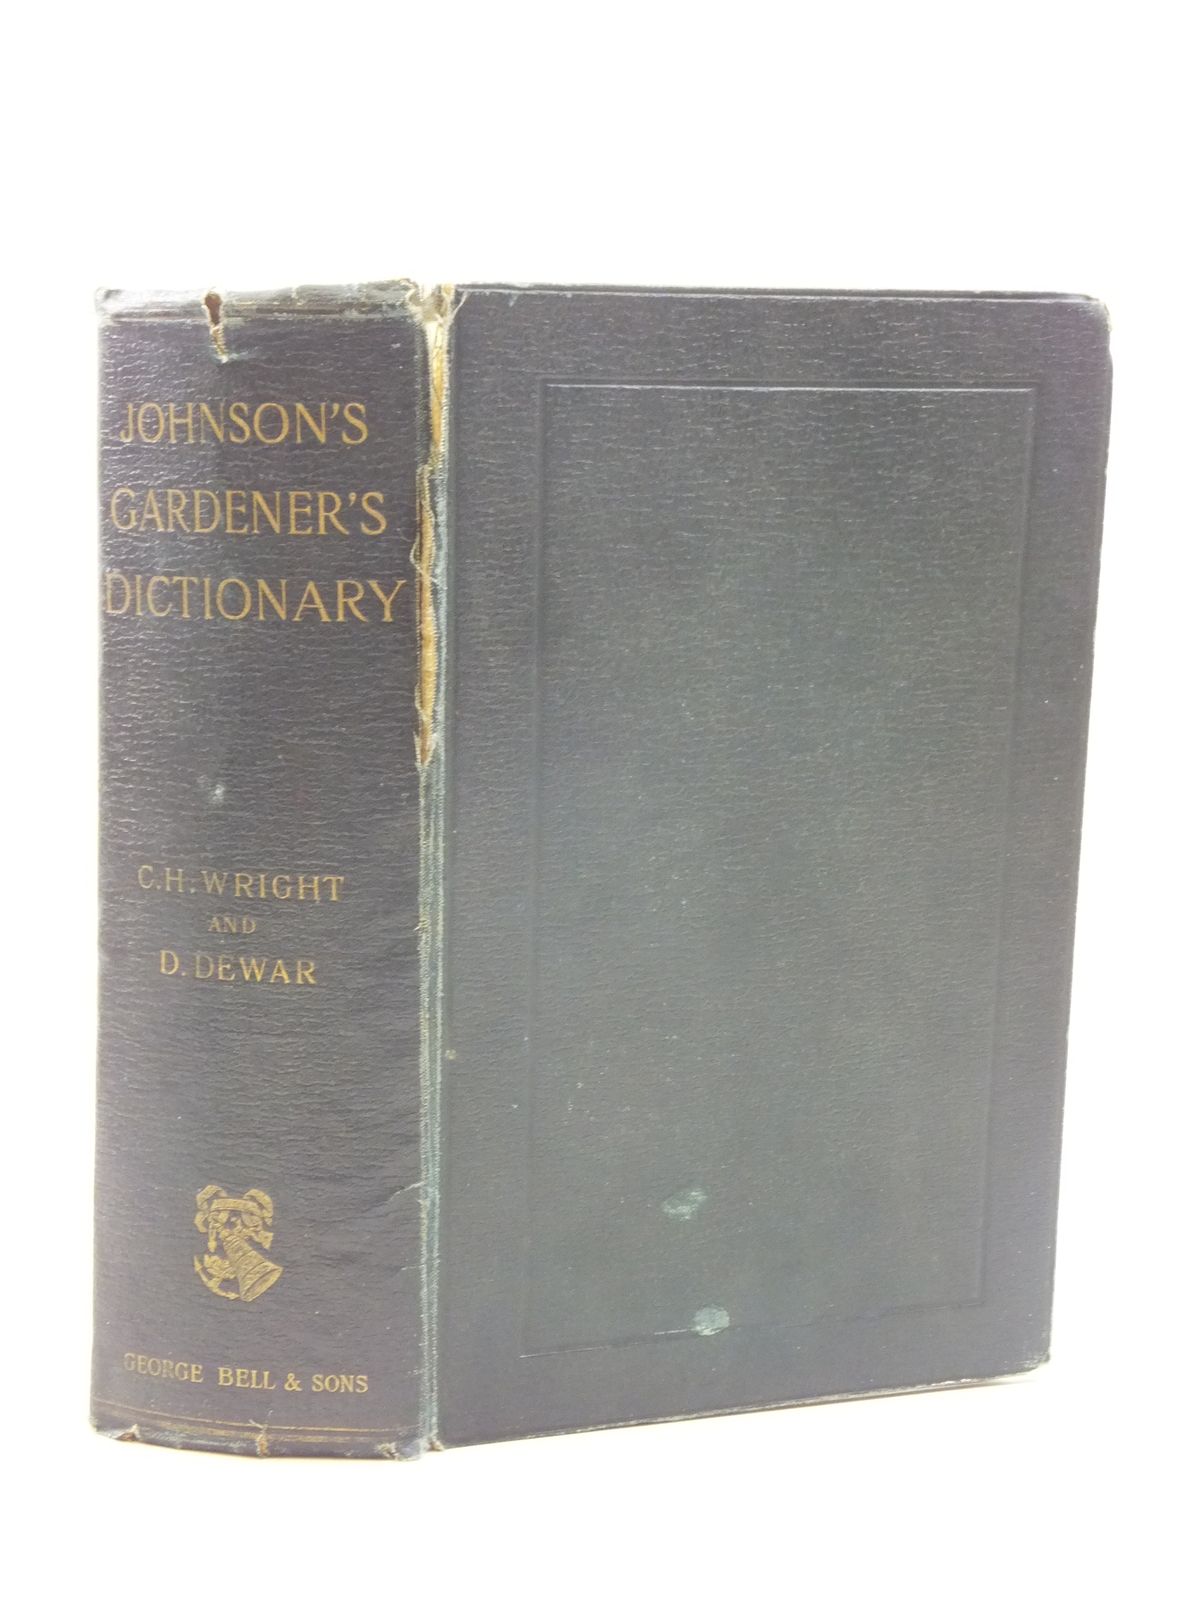 JOHNSON'S
GARDENER'S
DICTIONARY
C.H. WRIGHT
AND
D. DEWAR
GEORGE BELL & SONS